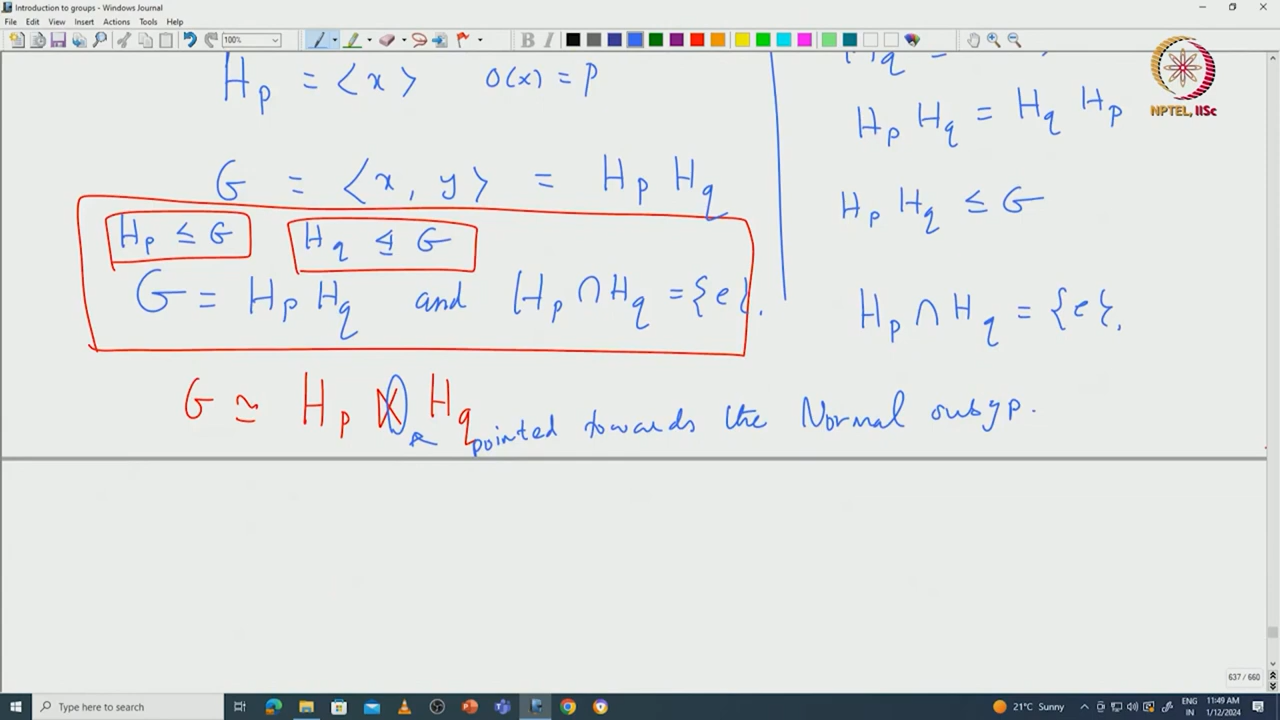 Introduction to groups - Windows Journal
File Edit View Insert Actions Tools Help
100%
B I
NPTEL, IISc
H_p = ⟨x⟩ o(x) = p
G = ⟨x, y⟩ = H_p H_q
H_p ≤ G H_q ⊴ G
G = H_p H_q and H_p ∩ H_q = {e}.
G ≃ H_p ⋉ H_q pointed towards the Normal subgp.
H_q =
H_p H_q = H_q H_p
H_p H_q ≤ G
H_p ∩ H_q = {e}.
637 / 660
Type here to search
21°C Sunny
ENG
IN
11:49 AM
1/12/2024